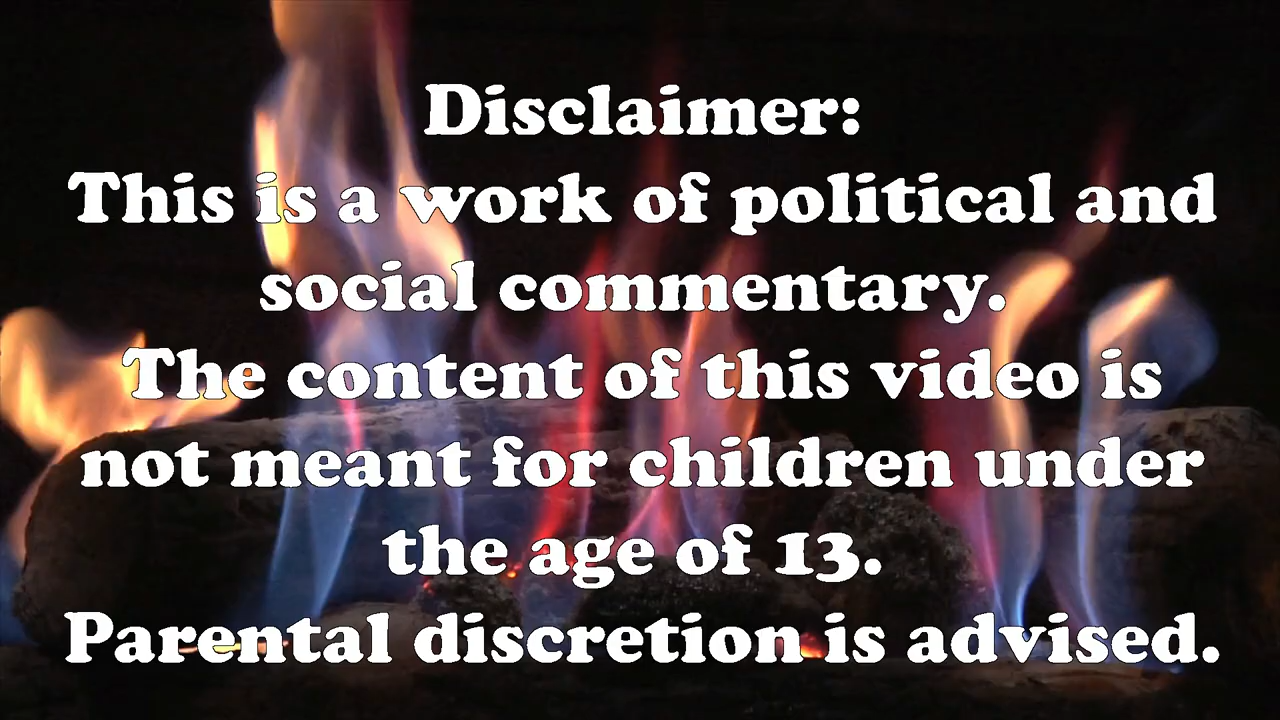 Disclaimer:
This is a work of political and
social commentary.
The content of this video is
not meant for children under
the age of 13.
Parental discretion is advised.